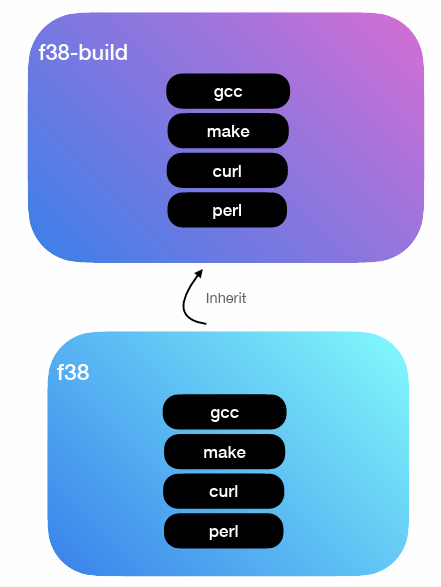 f38-build
gcc
make
curl
perl
Inherit
f38
gcc
make
curl
perl